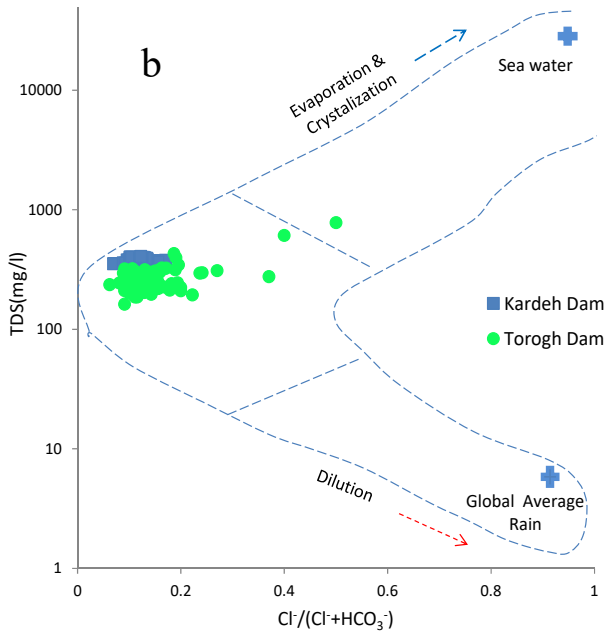 b
Evaporation &
Crystalization
Sea water
10000
1000
100
10
1
TDS(mg/l)
Kardeh Dam
Torogh Dam
Dilution
Global Average
Rain
0
0.2
0.4
0.6
0.8
1
Cl⁻/(Cl⁻+HCO₃⁻)